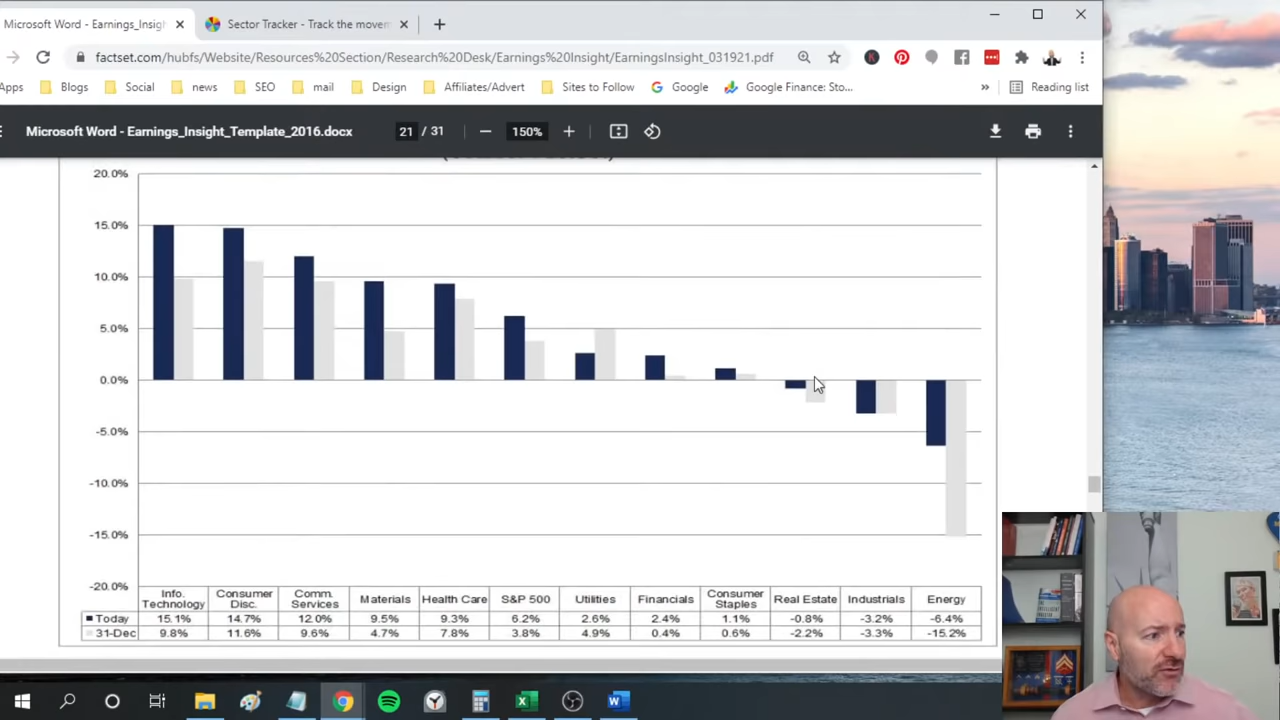 Microsoft Word - Earnings_Insigh
Sector Tracker - Track the movem
factset.com/hubfs/Website/Resources%20Section/Research%20Desk/Earnings%20Insight/EarningsInsight_031921.pdf
Apps Blogs Social news SEO mail Design Affiliates/Advert Sites to Follow Google Google Finance: Sto... » Reading list
Microsoft Word - Earnings_Insight_Template_2016.docx 21 / 31 150%
20.0%
15.0%
10.0%
5.0%
0.0%
-5.0%
-10.0%
-15.0%
-20.0%
Info. Consumer Comm. Materials Health Care S&P 500 Utilities Financials Consumer Real Estate Industrials Energy
Technology Disc. Services Staples
Today 15.1% 14.7% 12.0% 9.5% 9.3% 6.2% 2.6% 2.4% 1.1% -0.8% -3.2% -6.4%
31-Dec 9.8% 11.6% 9.6% 4.7% 7.8% 3.8% 4.9% 0.4% 0.6% -2.2% -3.3% -15.2%